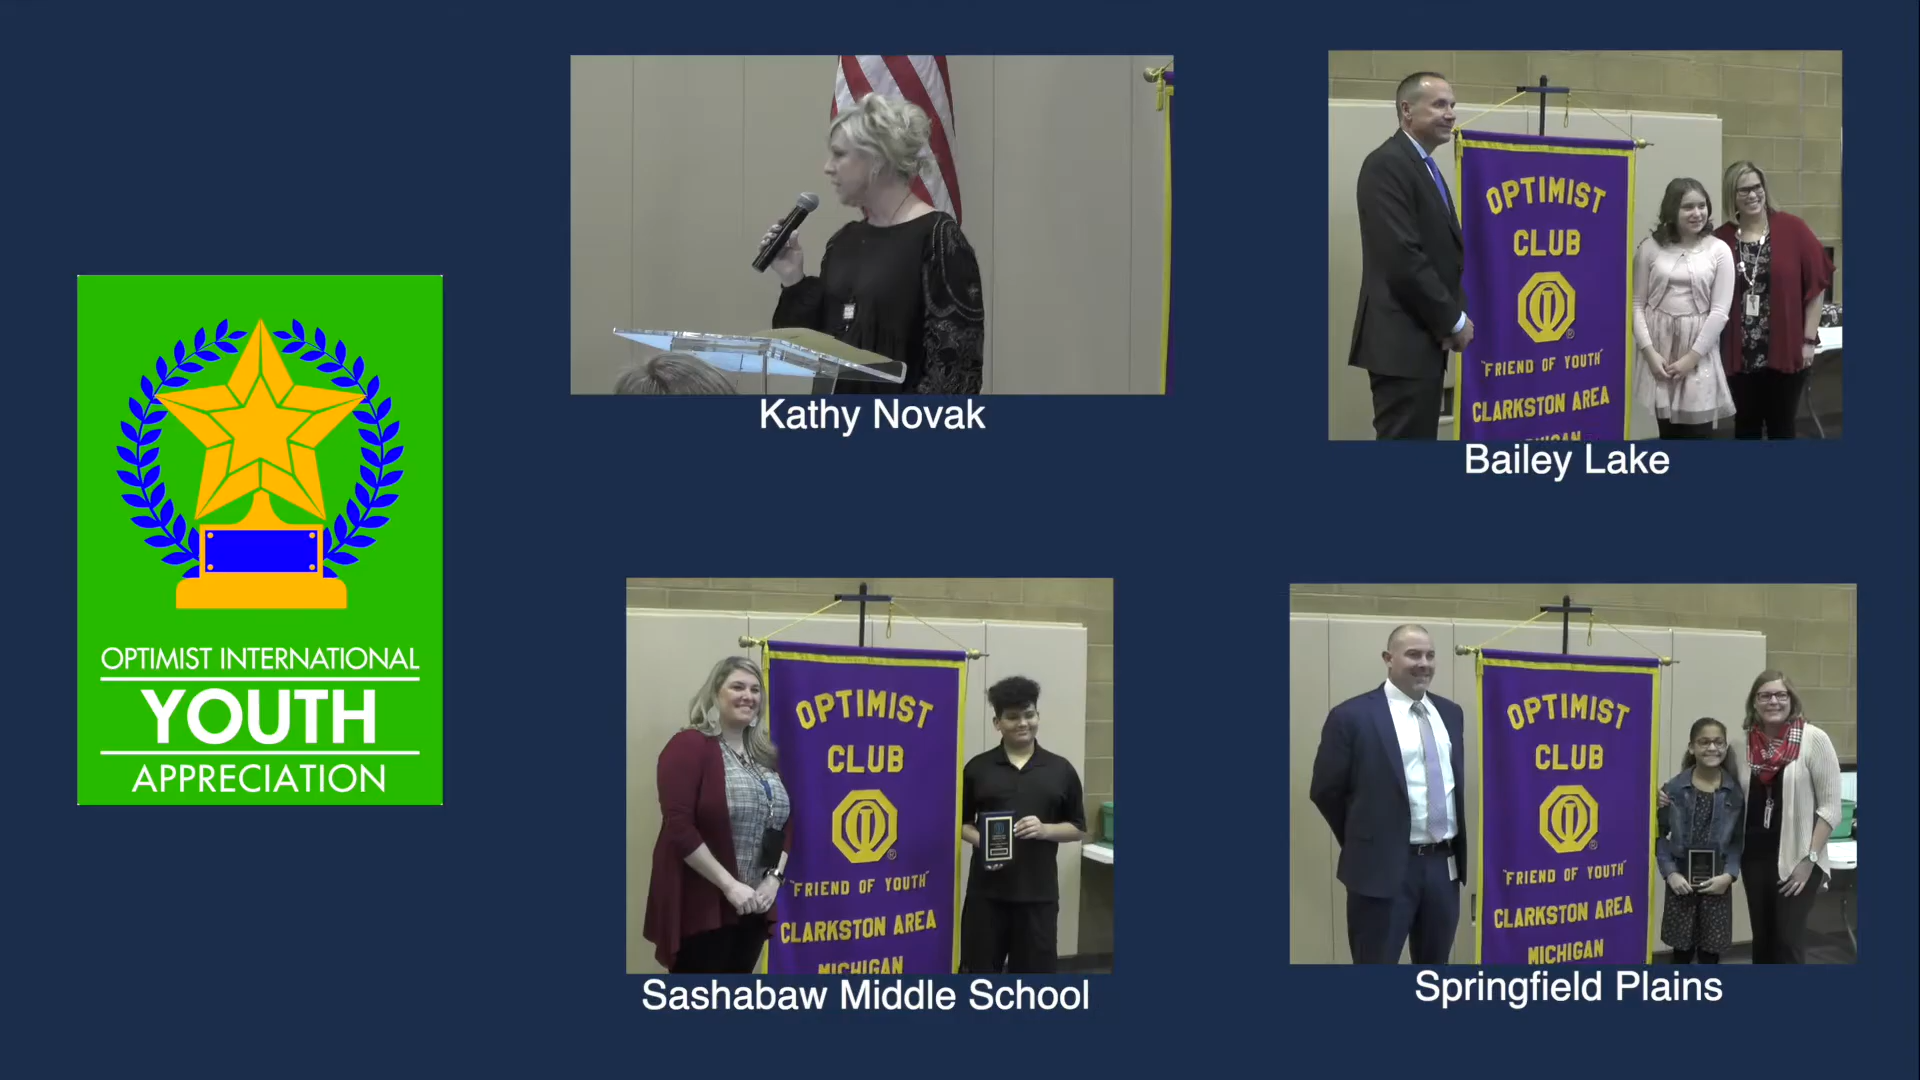 OPTIMIST INTERNATIONAL
YOUTH
APPRECIATION
Kathy Novak
OPTIMIST
CLUB
®
"FRIEND OF YOUTH"
CLARKSTON AREA
MICHIGAN
Bailey Lake
OPTIMIST
CLUB
®
"FRIEND OF YOUTH"
CLARKSTON AREA
MICHIGAN
Sashabaw Middle School
OPTIMIST
CLUB
®
"FRIEND OF YOUTH"
CLARKSTON AREA
MICHIGAN
Springfield Plains